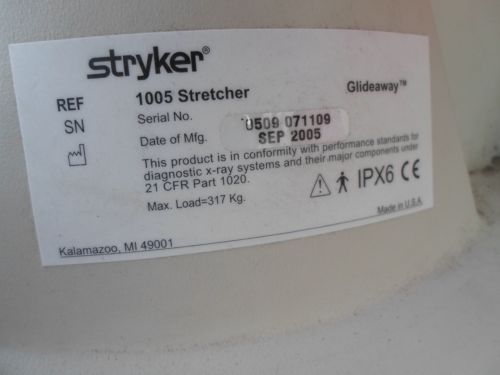 stryker®
REF 1005 Stretcher Glideaway™
SN Serial No. 0509 071109
Date of Mfg. SEP 2005
This product is in conformity with performance standards for
diagnostic x-ray systems and their major components under
21 CFR Part 1020.
Max. Load=317 Kg.
IPX6 CE
Made in U.S.A.
Kalamazoo, MI 49001